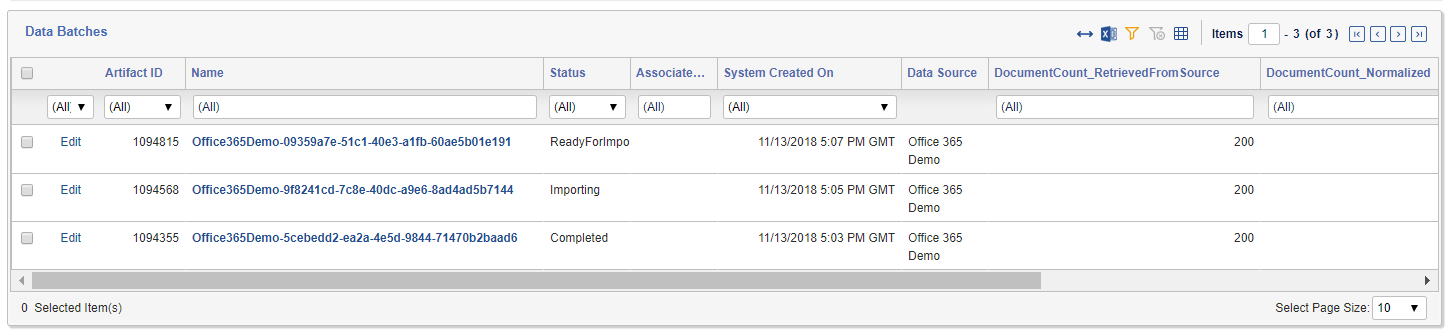 Data Batches
Items 1 - 3 (of 3)
Artifact ID Name Status Associate... System Created On Data Source DocumentCount_RetrievedFromSource DocumentCount_Normalized
(All) (All) (All) (All) (All) (All) (All) (All)
Edit 1094815 Office365Demo-09359a7e-51c1-40e3-a1fb-60ae5b01e191 ReadyForImpo 11/13/2018 5:07 PM GMT Office 365 200
Demo
Edit 1094568 Office365Demo-9f8241cd-7c8e-40dc-a9e6-8ad4ad5b7144 Importing 11/13/2018 5:05 PM GMT Office 365 200
Demo
Edit 1094355 Office365Demo-5cebedd2-ea2a-4e5d-9844-71470b2baad6 Completed 11/13/2018 5:03 PM GMT Office 365 200
Demo
0 Selected Item(s) Select Page Size: 10